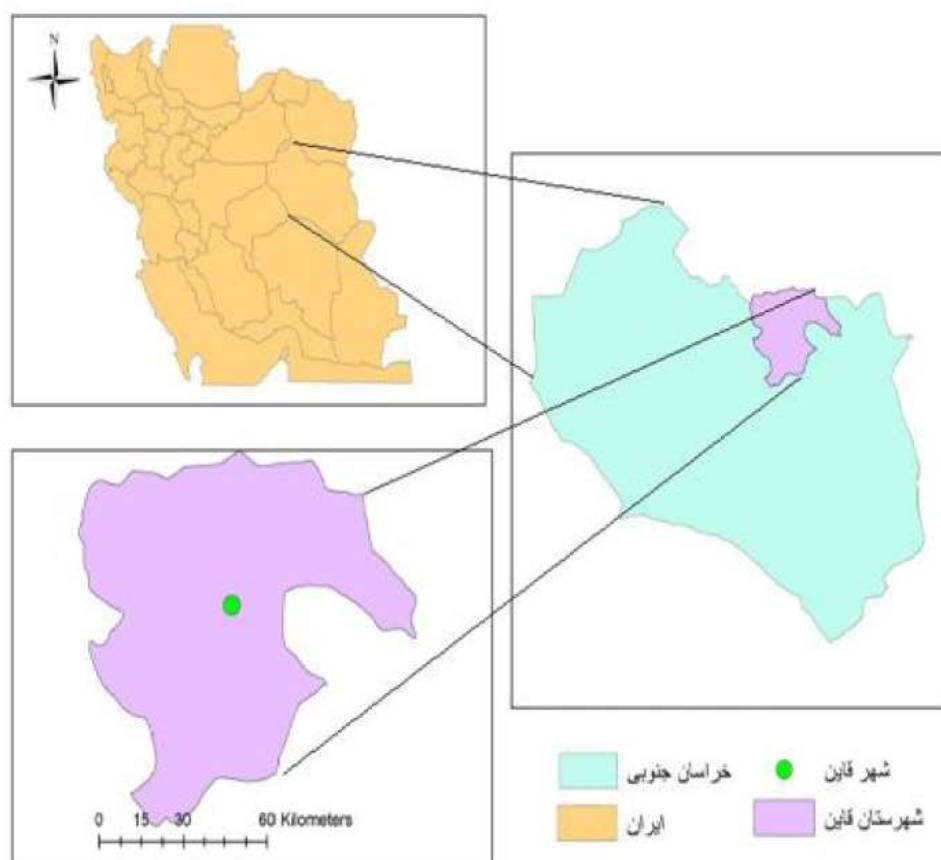 N
0 15 30 60 Kilometers
خراسان جنوبی
شهر قاین
ایران
شهرستان قاین